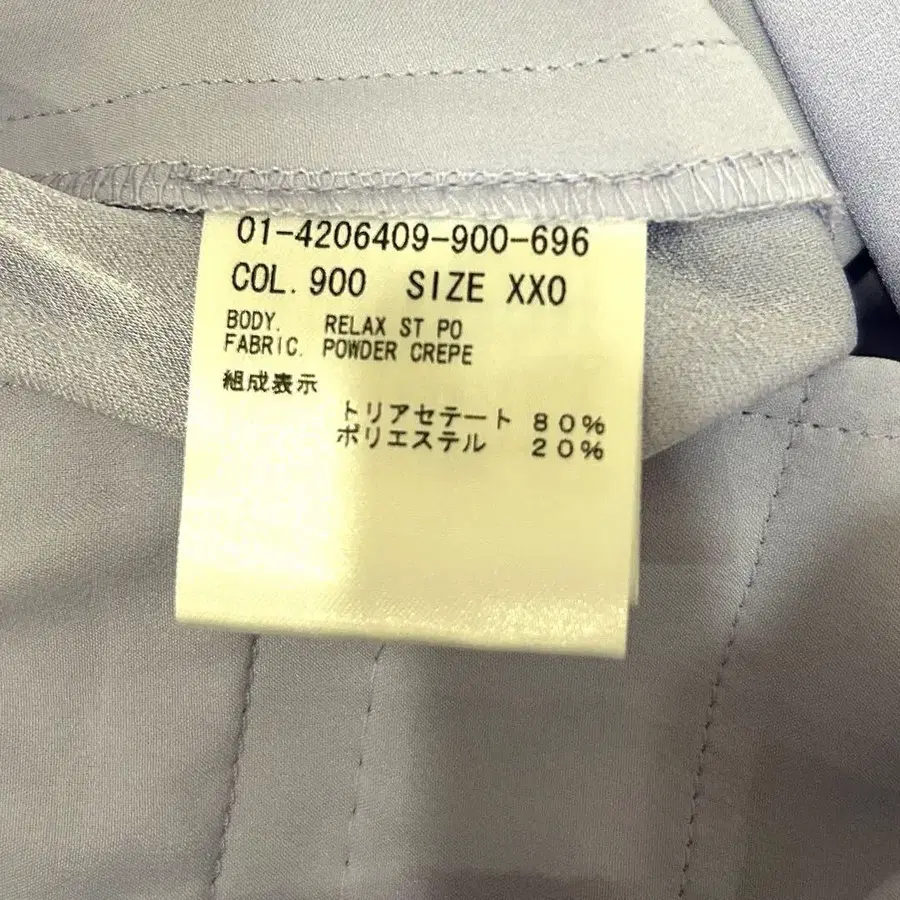 01-4206409-900-696
COL. 900 SIZE XXO
BODY. RELAX ST PO
FABRIC. POWDER CREPE
組成表示
トリアセテート 80%
ポリエステル 20%